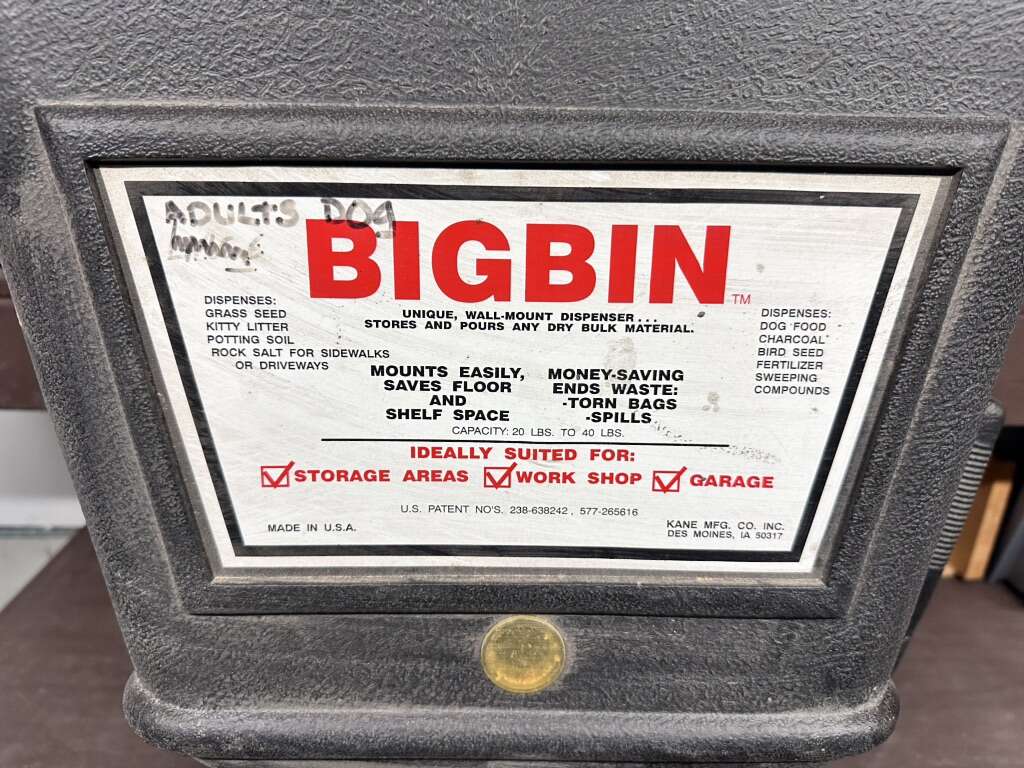 ADULTS DOG
BIGBIN™
UNIQUE, WALL-MOUNT DISPENSER...
STORES AND POURS ANY DRY BULK MATERIAL.
DISPENSES:
GRASS SEED
KITTY LITTER
POTTING SOIL
ROCK SALT FOR SIDEWALKS
OR DRIVEWAYS
DISPENSES:
DOG FOOD
CHARCOAL
BIRD SEED
FERTILIZER
SWEEPING
COMPOUNDS
MOUNTS EASILY,
SAVES FLOOR
AND
SHELF SPACE
MONEY-SAVING
ENDS WASTE:
-TORN BAGS
-SPILLS
CAPACITY: 20 LBS. TO 40 LBS.
IDEALLY SUITED FOR:
STORAGE AREAS WORK SHOP GARAGE
U.S. PATENT NO'S. 238-638242, 577-265616
MADE IN U.S.A.
KANE MFG. CO. INC.
DES MOINES, IA 50317